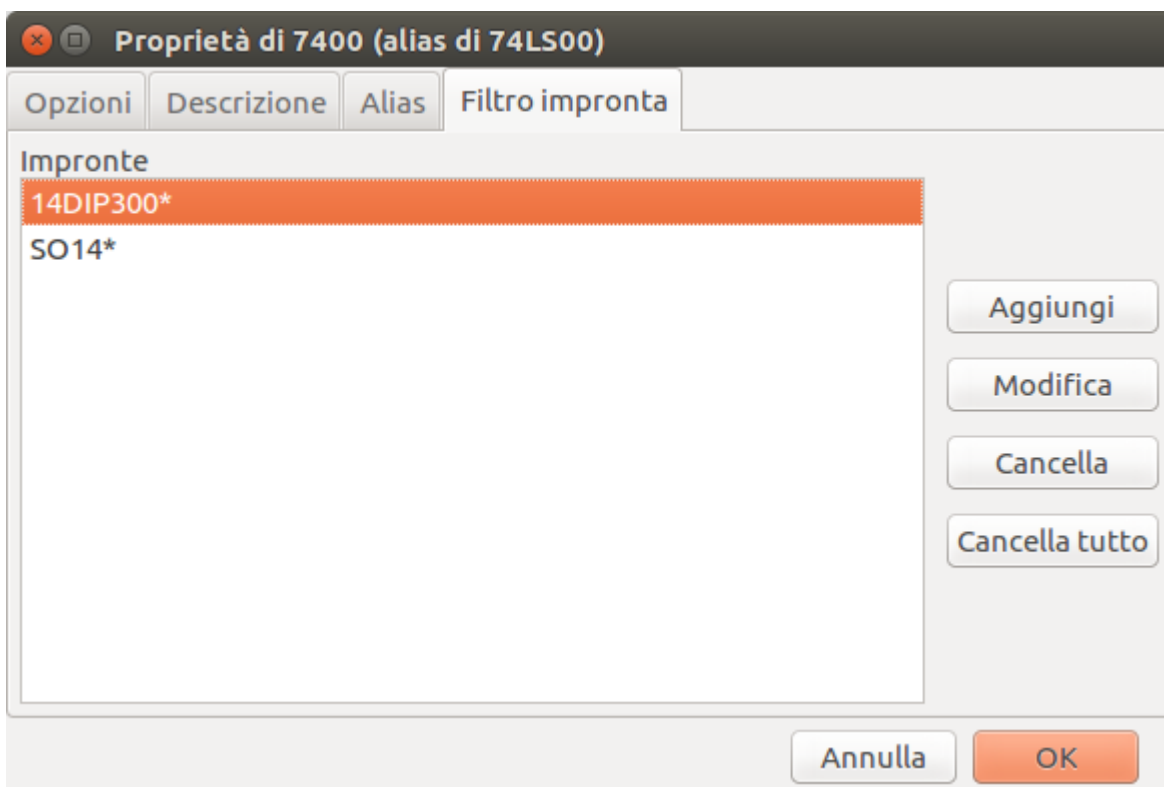 Proprietà di 7400 (alias di 74LS00)
Opzioni Descrizione Alias Filtro impronta
Impronte
14DIP300*
SO14*
Aggiungi
Modifica
Cancella
Cancella tutto
Annulla OK